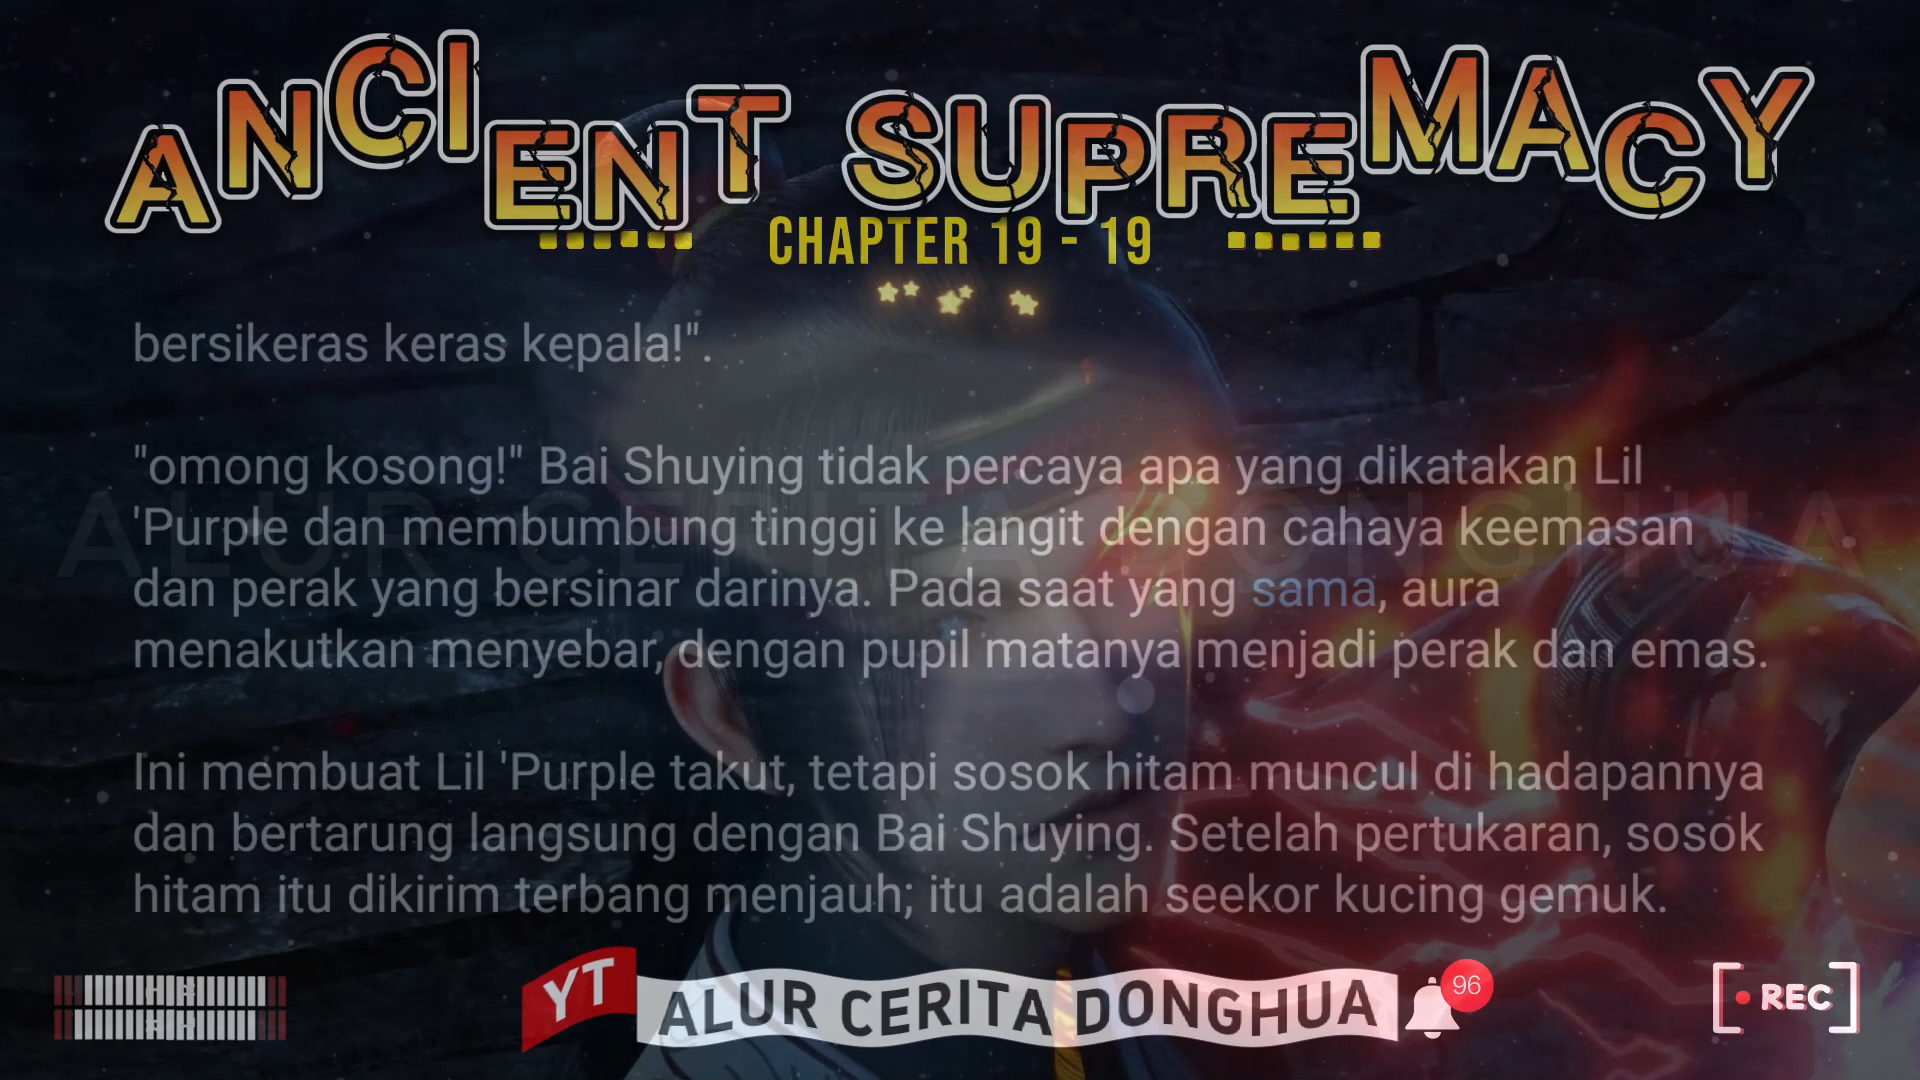 ANCIENT SUPREMACY
CHAPTER 19 - 19
bersikeras keras kepala!".
"omong kosong!" Bai Shuying tidak percaya apa yang dikatakan Lil
'Purple dan membumbung tinggi ke langit dengan cahaya keemasan
dan perak yang bersinar darinya. Pada saat yang sama, aura
menakutkan menyebar, dengan pupil matanya menjadi perak dan emas.
Ini membuat Lil 'Purple takut, tetapi sosok hitam muncul di hadapannya
dan bertarung langsung dengan Bai Shuying. Setelah pertukaran, sosok
hitam itu dikirim terbang menjauh; itu adalah seekor kucing gemuk.
ALUR CERITA DONGHUA
YT ALUR CERITA DONGHUA 96
REC